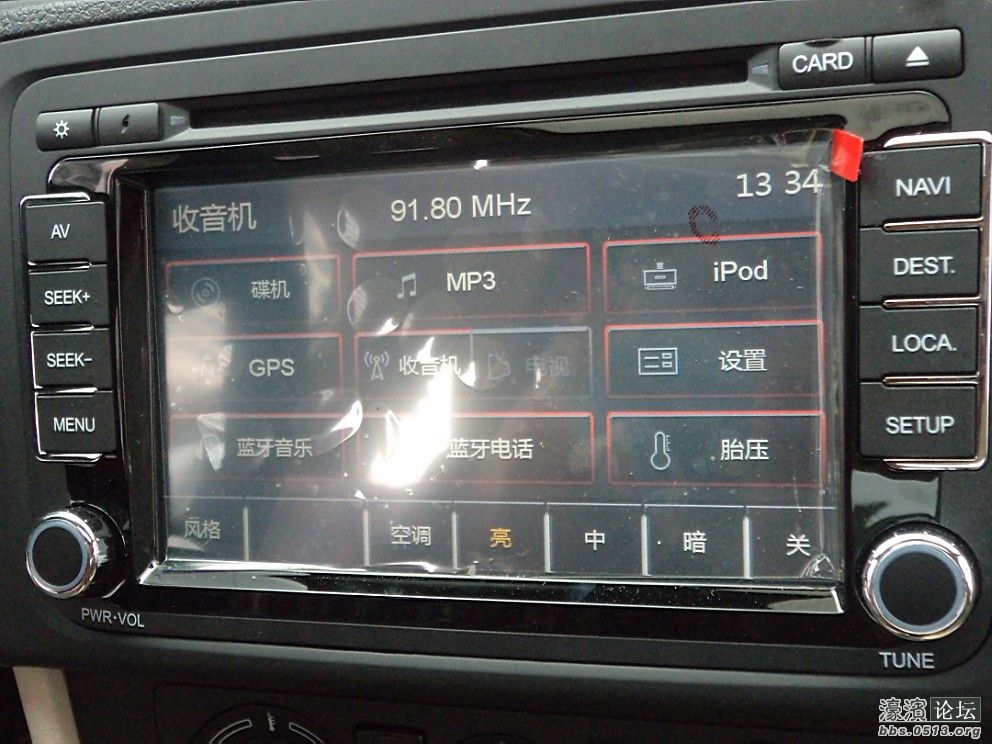 CARD
AV
SEEK+
SEEK-
MENU
PWR·VOL
收音机 91.80 MHz 13 34
碟机 MP3 iPod
GPS 收音机 电视 设置
蓝牙音乐 蓝牙电话 胎压
风格 空调 亮 中 暗 关
NAVI
DEST.
LOCA.
SETUP
TUNE
濠滨论坛
bbs.0513.org